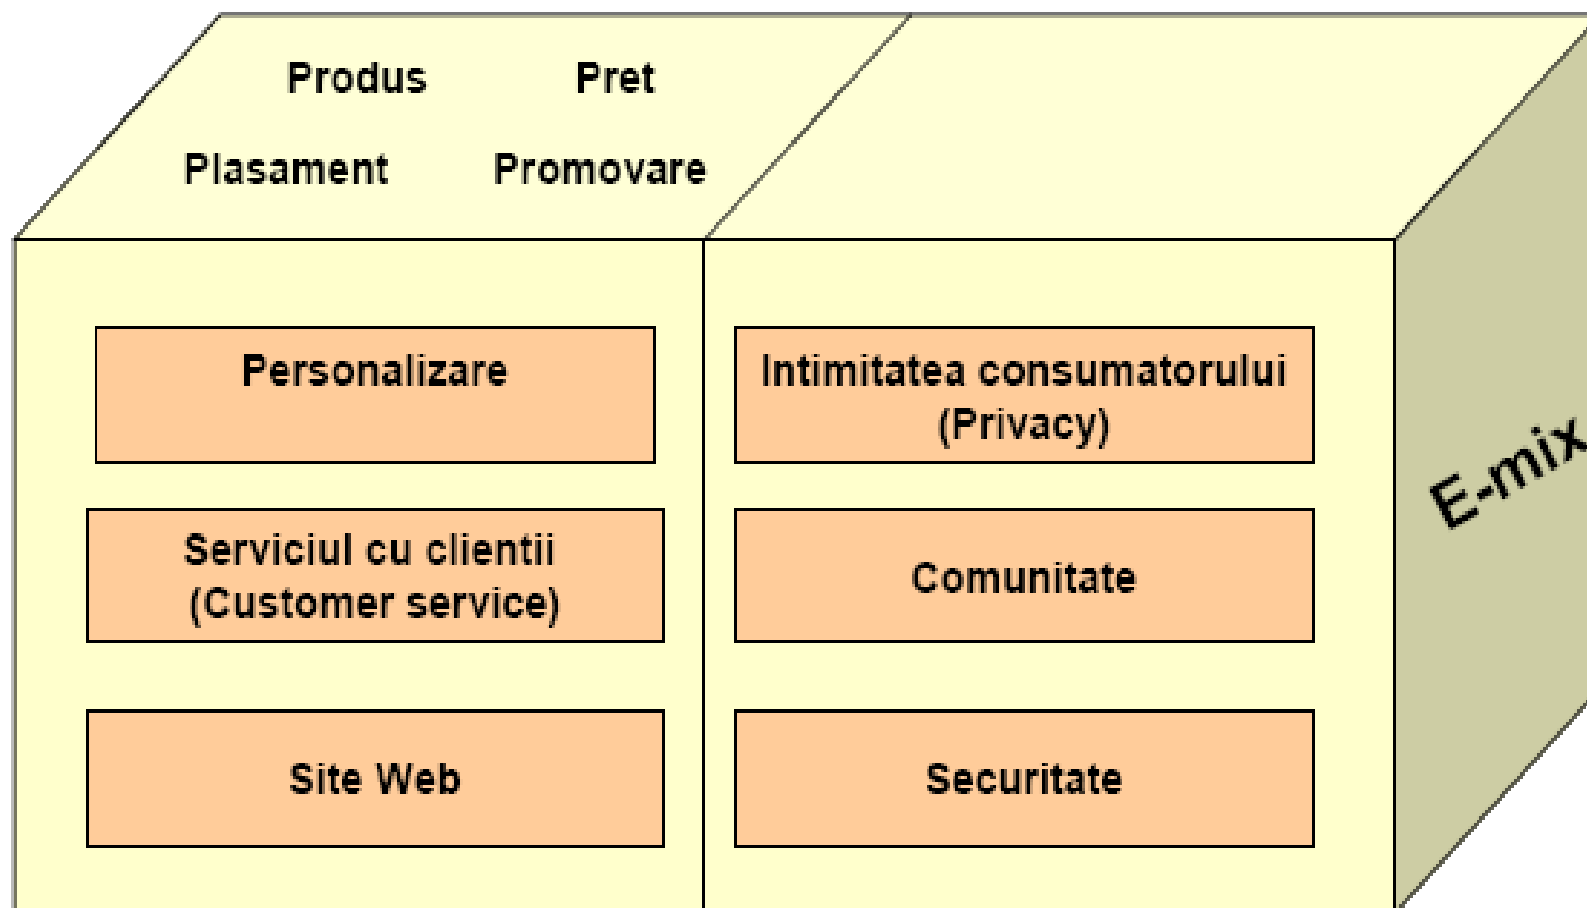 Produs Pret
Plasament Promovare
Personalizare
Intimitatea consumatorului
(Privacy)
Serviciul cu clientii
(Customer service)
Comunitate
Site Web
Securitate
E-mix